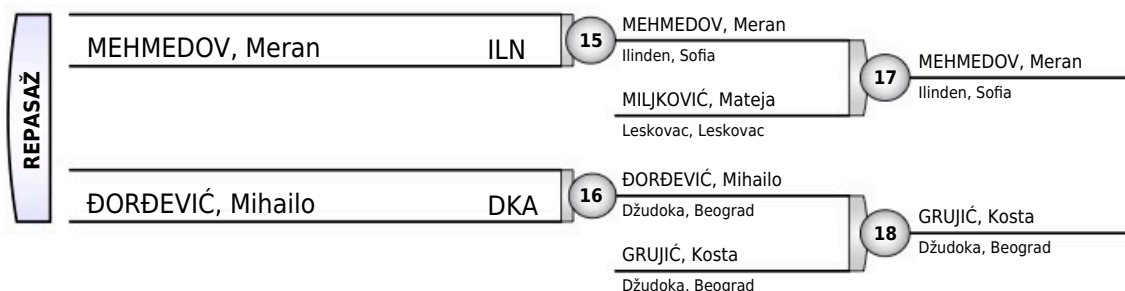 REPASAŽ
MEHMEDOV, Meran ILN
15
MEHMEDOV, Meran
Ilinden, Sofia
MILJKOVIĆ, Mateja
Leskovac, Leskovac
17
MEHMEDOV, Meran
Ilinden, Sofia
ĐORĐEVIĆ, Mihailo DKA
16
ĐORĐEVIĆ, Mihailo
Džudoka, Beograd
GRUJIĆ, Kosta
Džudoka, Beograd
18
GRUJIĆ, Kosta
Džudoka, Beograd